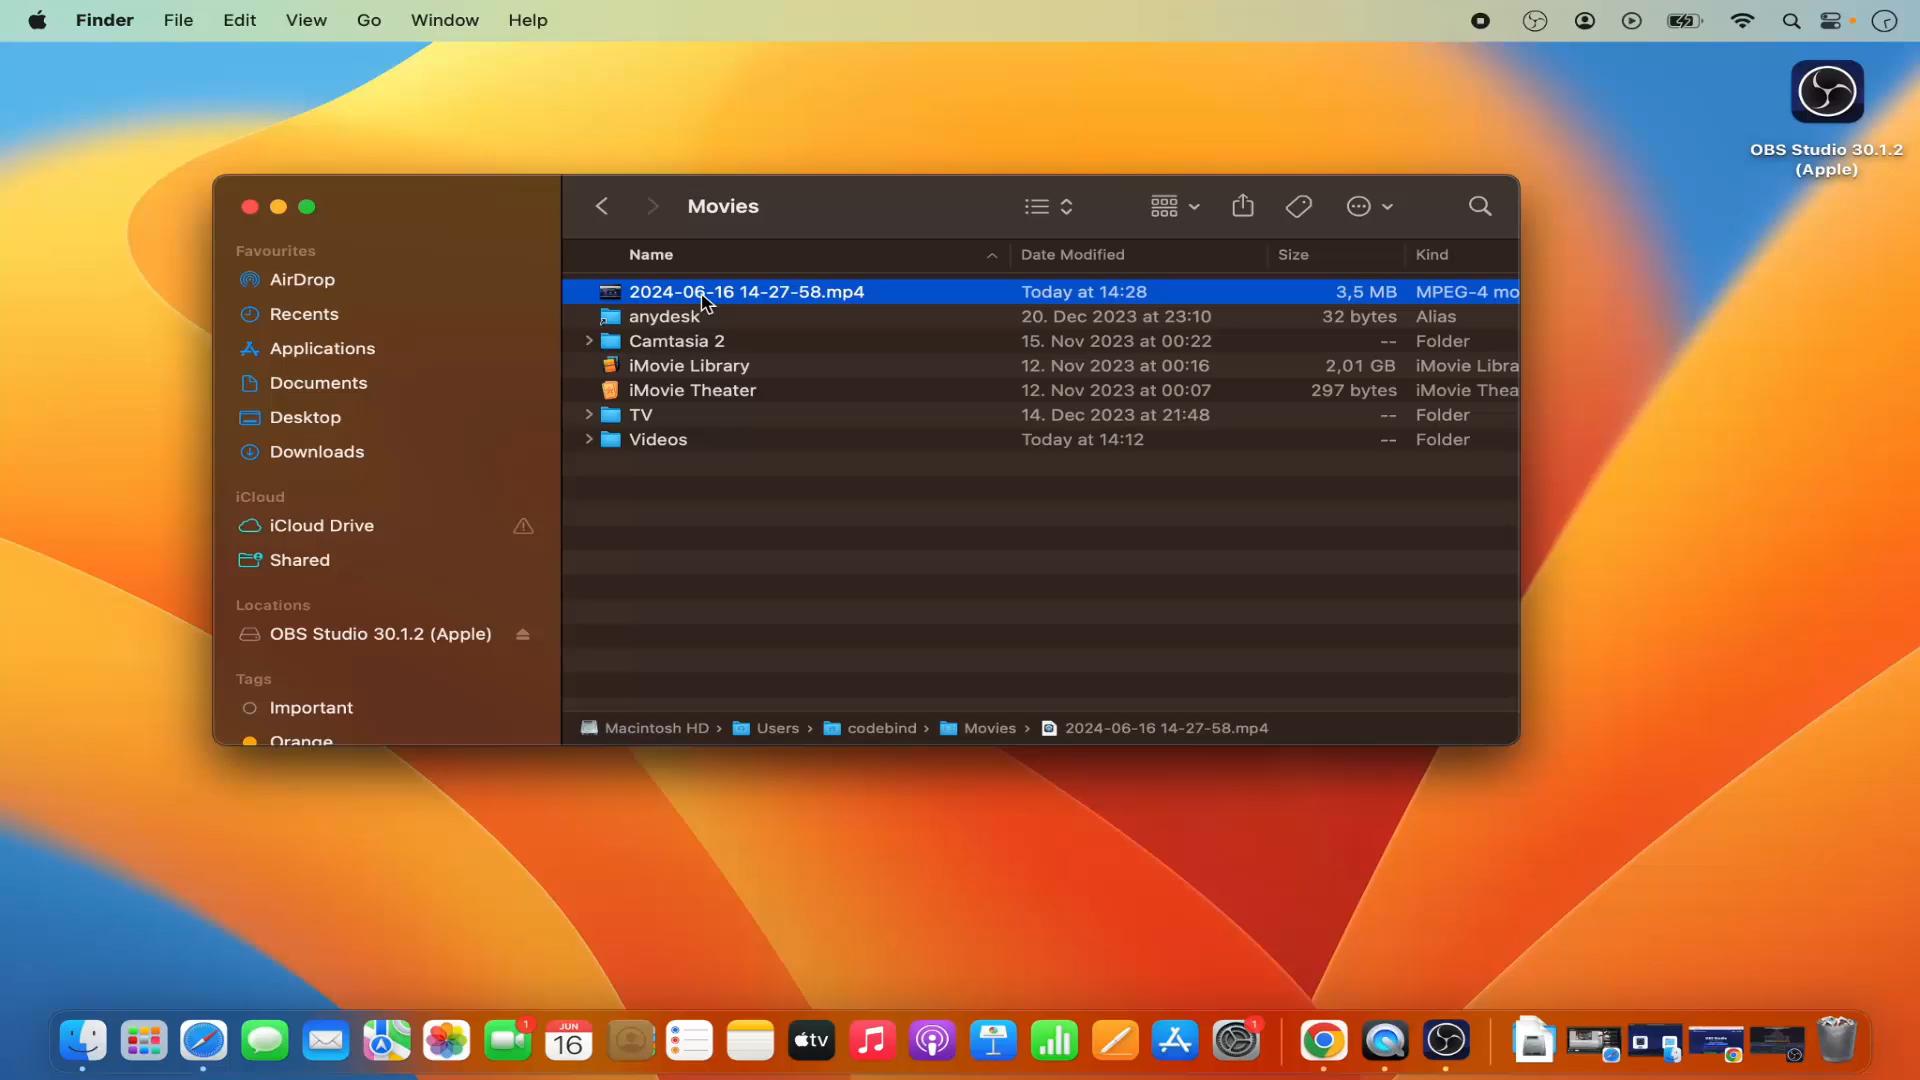 Finder File Edit View Go Window Help
OBS Studio 30.1.2
(Apple)
Movies
Favourites
AirDrop
Recents
Applications
Documents
Desktop
Downloads
iCloud
iCloud Drive
Shared
Locations
OBS Studio 30.1.2 (Apple)
Tags
Important
Orange
Name Date Modified Size Kind
2024-06-16 14-27-58.mp4 Today at 14:28 3,5 MB MPEG-4 mo
anydesk 20. Dec 2023 at 23:10 32 bytes Alias
Camtasia 2 15. Nov 2023 at 00:22 -- Folder
iMovie Library 12. Nov 2023 at 00:16 2,01 GB iMovie Libra
iMovie Theater 12. Nov 2023 at 00:07 297 bytes iMovie Thea
TV 14. Dec 2023 at 21:48 -- Folder
Videos Today at 14:12 -- Folder
Macintosh HD › Users › codebind › Movies › 2024-06-16 14-27-58.mp4
1
JUN
16
tv
1